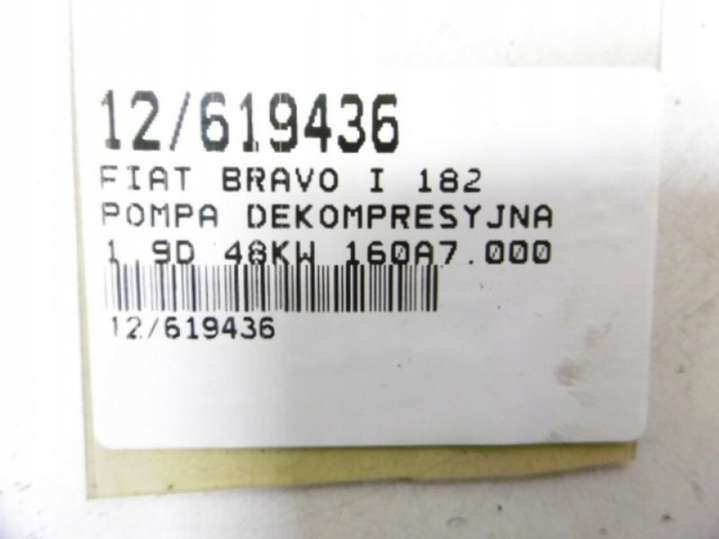 12/619436
FIAT BRAVO I 182
POMPA DEKOMPRESYJNA
1.9D 48KW 160A7.000
12/619436